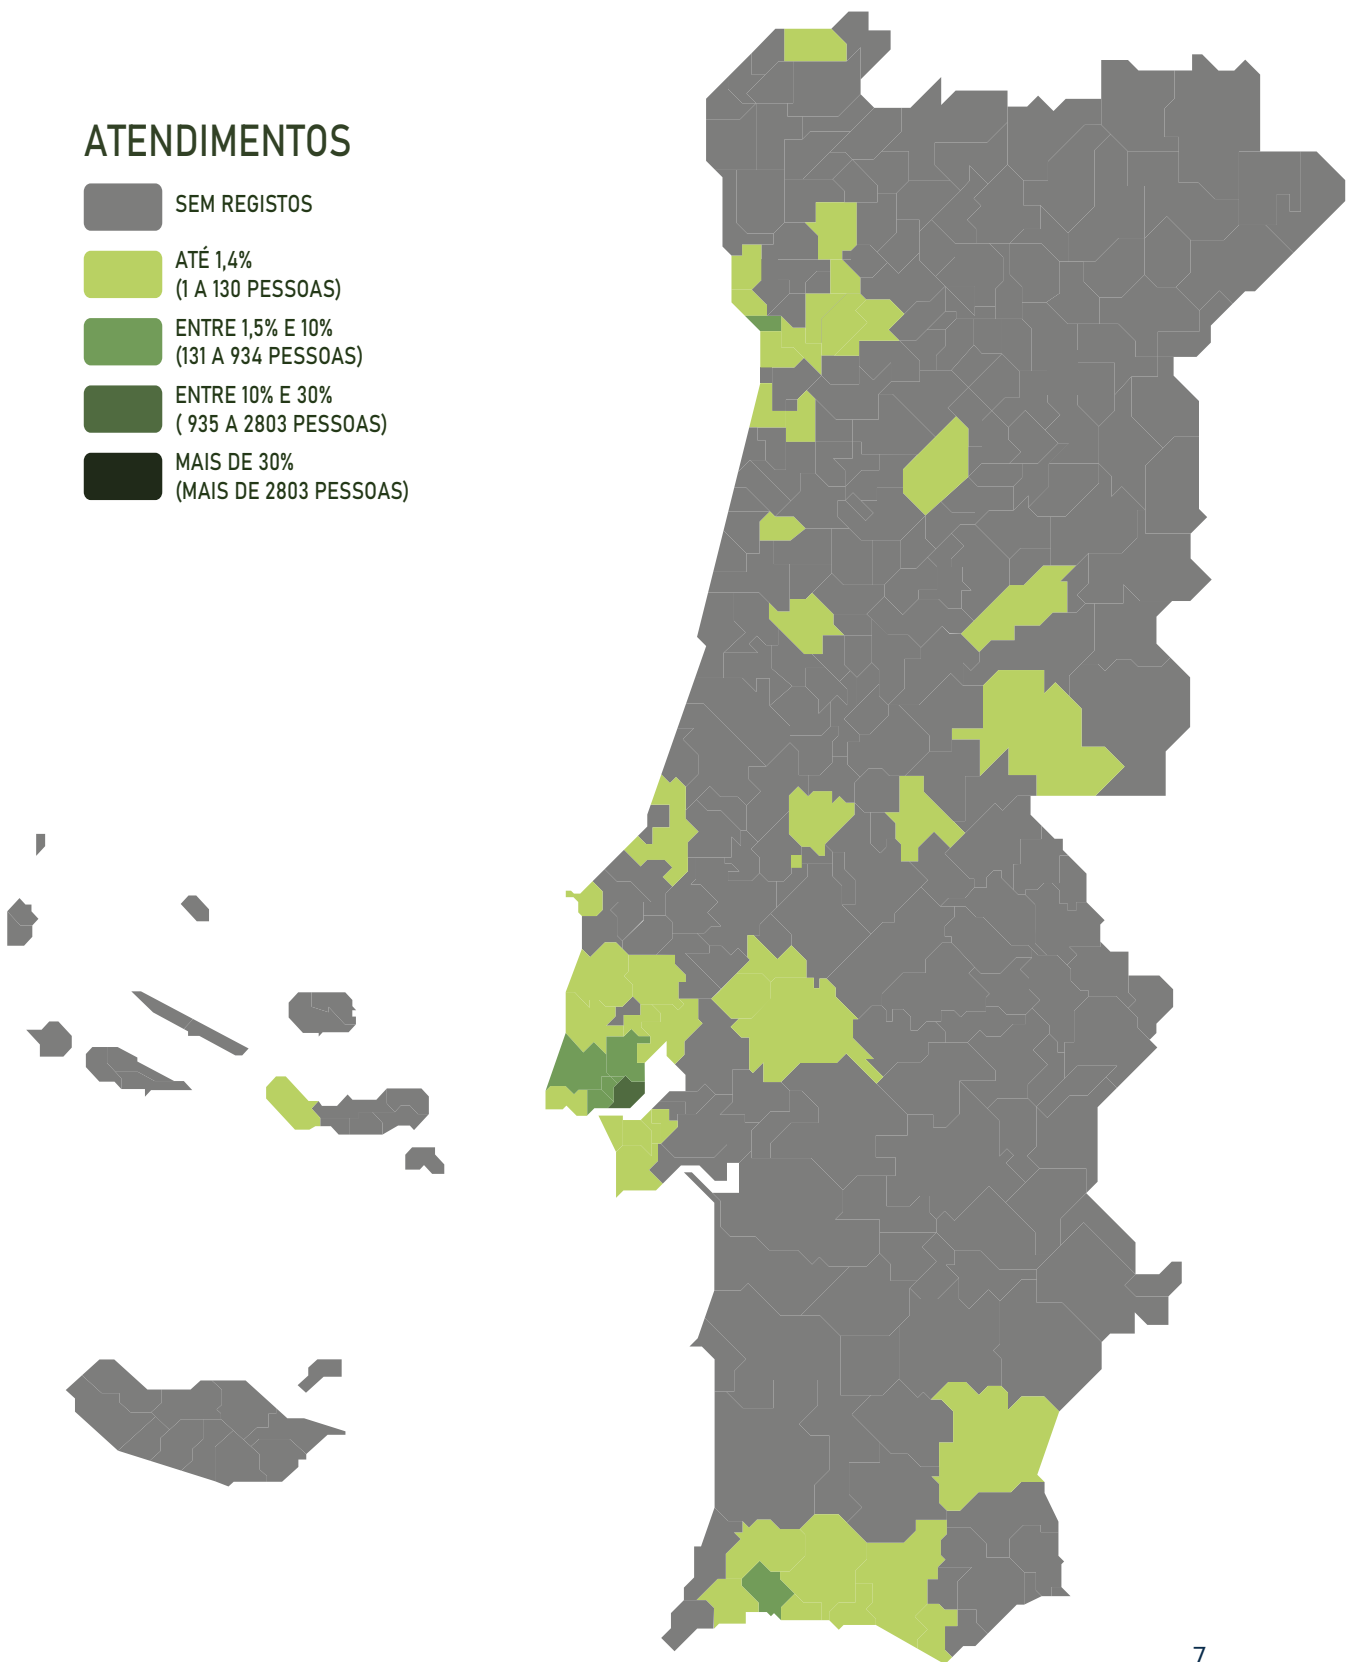 ATENDIMENTOS
SEM REGISTOS
ATÉ 1,4%
(1 A 130 PESSOAS)
ENTRE 1,5% E 10%
(131 A 934 PESSOAS)
ENTRE 10% E 30%
( 935 A 2803 PESSOAS)
MAIS DE 30%
(MAIS DE 2803 PESSOAS)
7